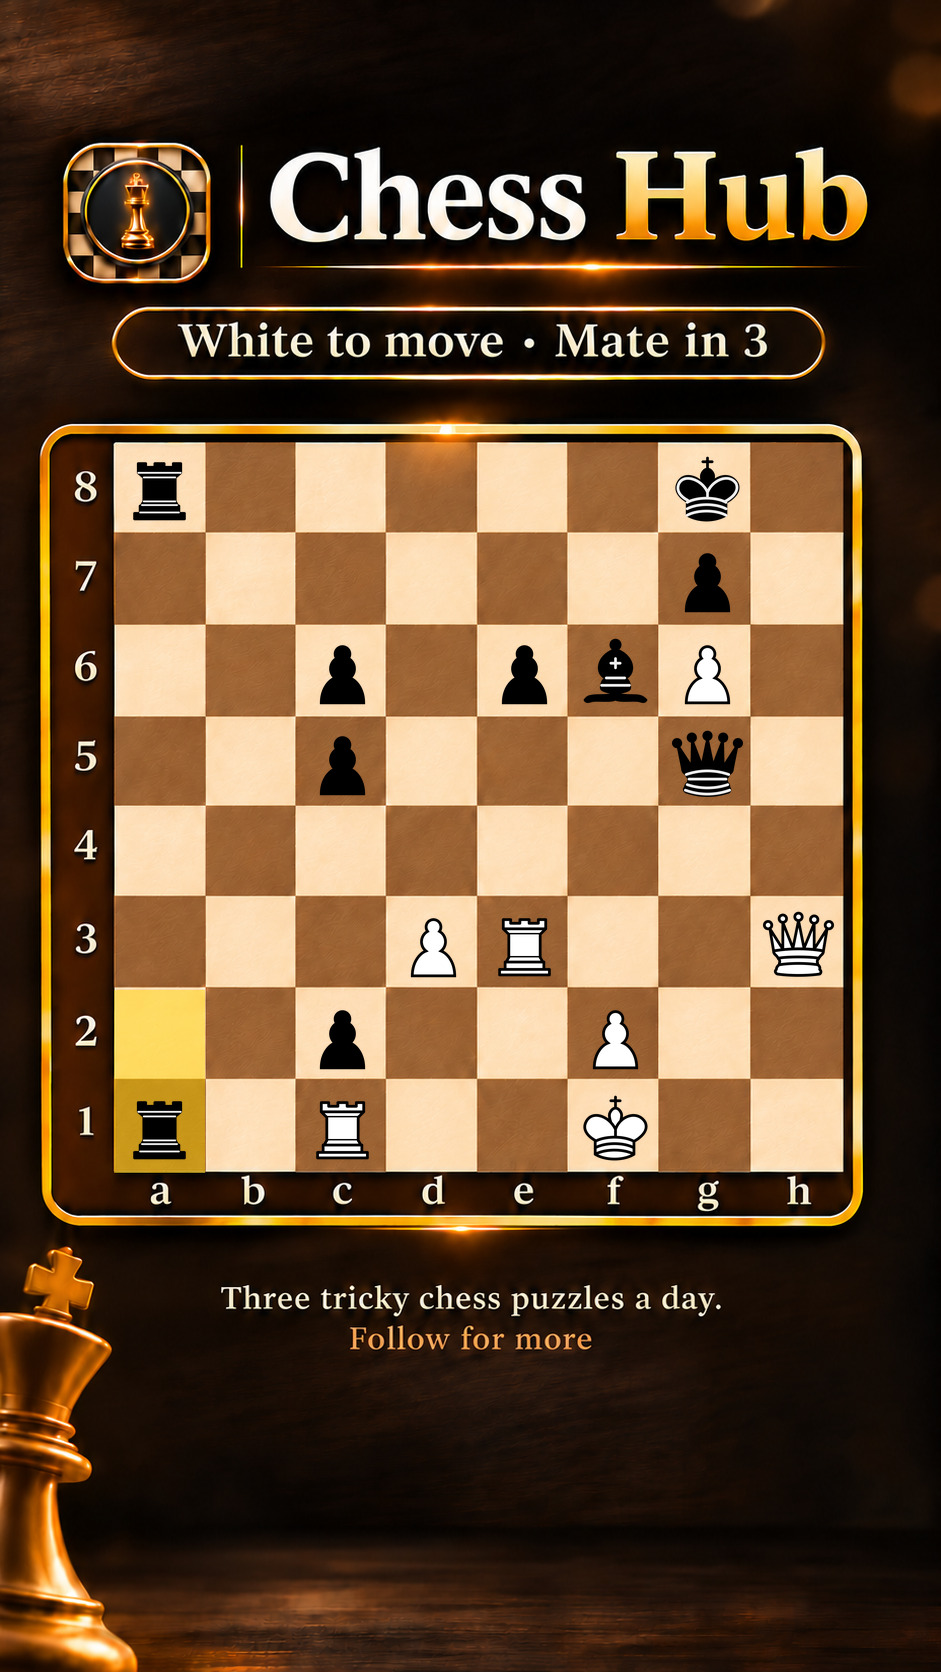 Chess Hub
White to move • Mate in 3
8
7
6
5
4
3
2
1
a b c d e f g h
Three tricky chess puzzles a day.
Follow for more